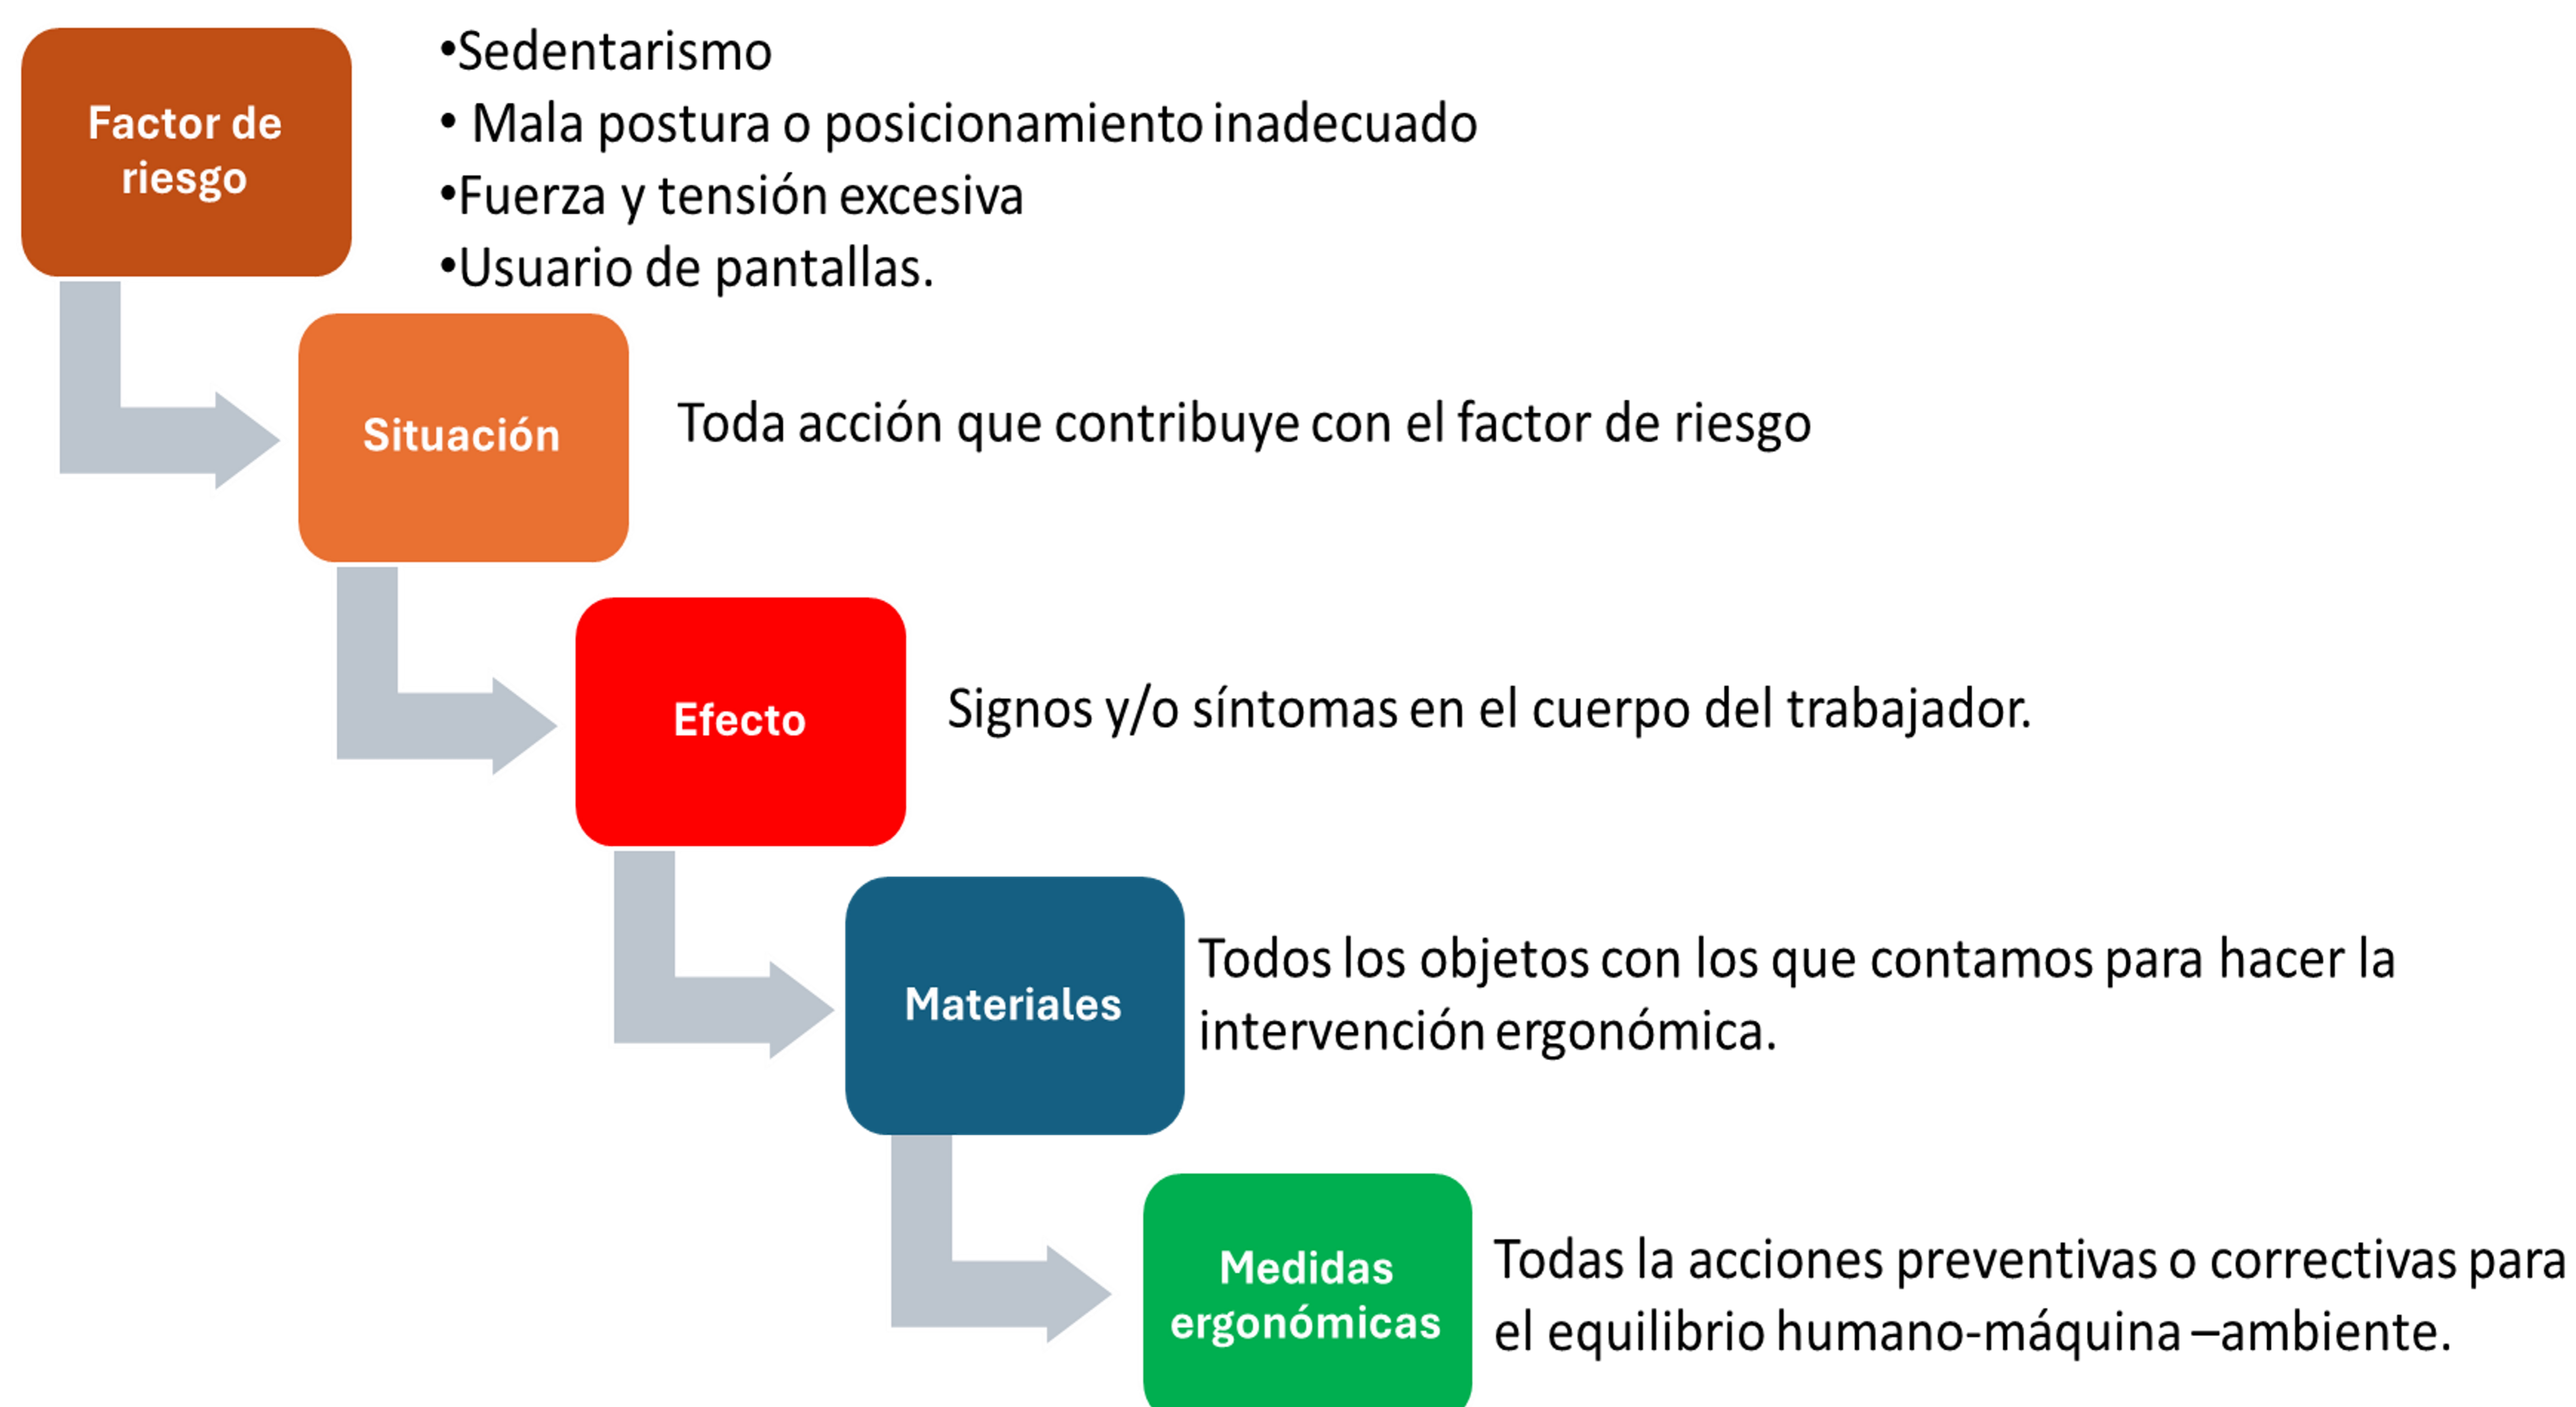 Factor de
riesgo
•Sedentarismo
• Mala postura o posicionamiento inadecuado
•Fuerza y tensión excesiva
•Usuario de pantallas.
Situación
Toda acción que contribuye con el factor de riesgo
Efecto
Signos y/o síntomas en el cuerpo del trabajador.
Materiales
Todos los objetos con los que contamos para hacer la
intervención ergonómica.
Medidas
ergonómicas
Todas la acciones preventivas o correctivas para
el equilibrio humano-máquina –ambiente.